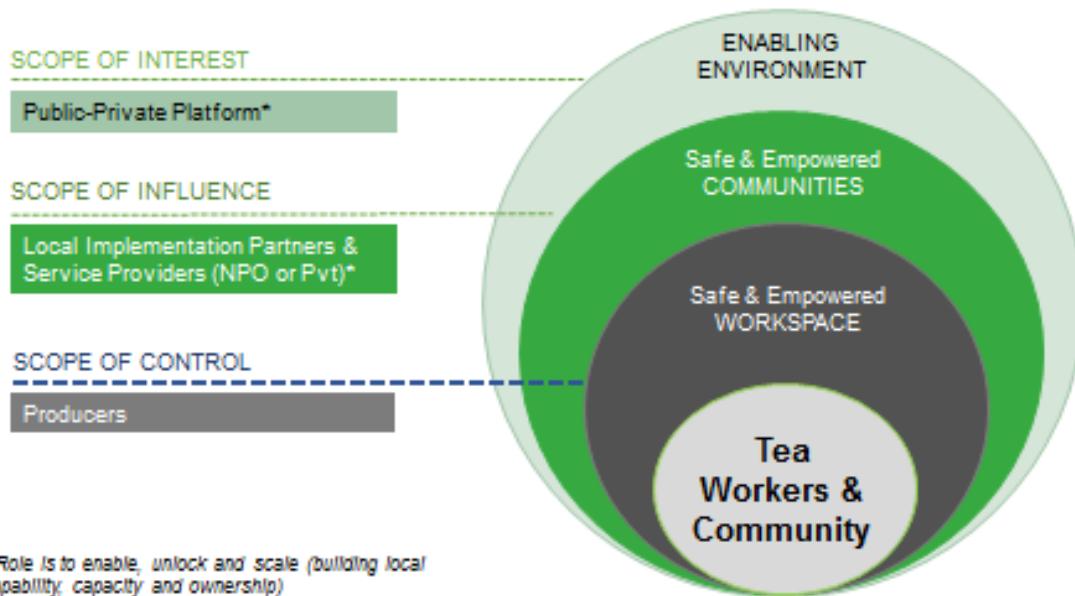 SCOPE OF INTEREST
Public-Private Platform*
SCOPE OF INFLUENCE
Local Implementation Partners &
Service Providers (NPO or Pvt)*
SCOPE OF CONTROL
Producers
ENABLING
ENVIRONMENT
Safe & Empowered
COMMUNITIES
Safe & Empowered
WORKSPACE
Tea
Workers &
Community
Role is to enable, unlock and scale (building local
pability, capacity and ownership)